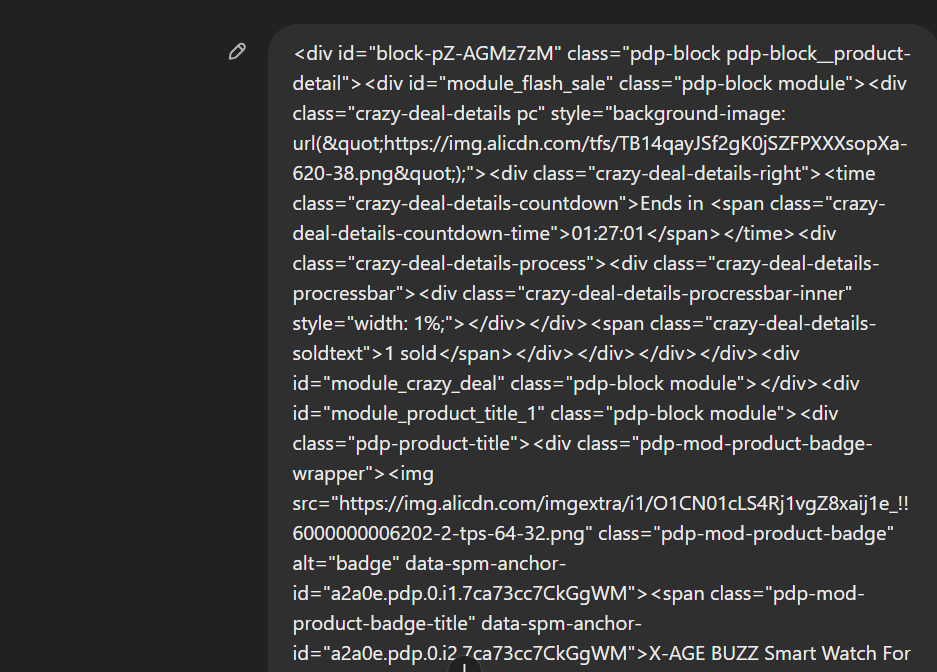 <div id="block-pZ-AGMz7zM" class="pdp-block pdp-block__product-
detail"><div id="module_flash_sale" class="pdp-block module"><div
class="crazy-deal-details pc" style="background-image:
url(&quot;https://img.alicdn.com/tfs/TB14qayJSf2gK0jSZFPXXXsopXa-
620-38.png&quot;);"><div class="crazy-deal-details-right"><time
class="crazy-deal-details-countdown">Ends in <span class="crazy-
deal-details-countdown-time">01:27:01</span></time><div
class="crazy-deal-details-process"><div class="crazy-deal-details-
procressbar"><div class="crazy-deal-details-procressbar-inner"
style="width: 1%;"></div></div><span class="crazy-deal-details-
soldtext">1 sold</span></div></div></div></div><div
id="module_crazy_deal" class="pdp-block module"></div><div
id="module_product_title_1" class="pdp-block module"><div
class="pdp-product-title"><div class="pdp-mod-product-badge-
wrapper"><img
src="https://img.alicdn.com/imgextra/i1/O1CN01cLS4Rj1vgZ8xaij1e_!!
6000000006202-2-tps-64-32.png" class="pdp-mod-product-badge"
alt="badge" data-spm-anchor-
id="a2a0e.pdp.0.i1.7ca73cc7CkGgWM"><span class="pdp-mod-
product-badge-title" data-spm-anchor-
id="a2a0e.pdp.0.i2.7ca73cc7CkGgWM">X-AGE BUZZ Smart Watch For